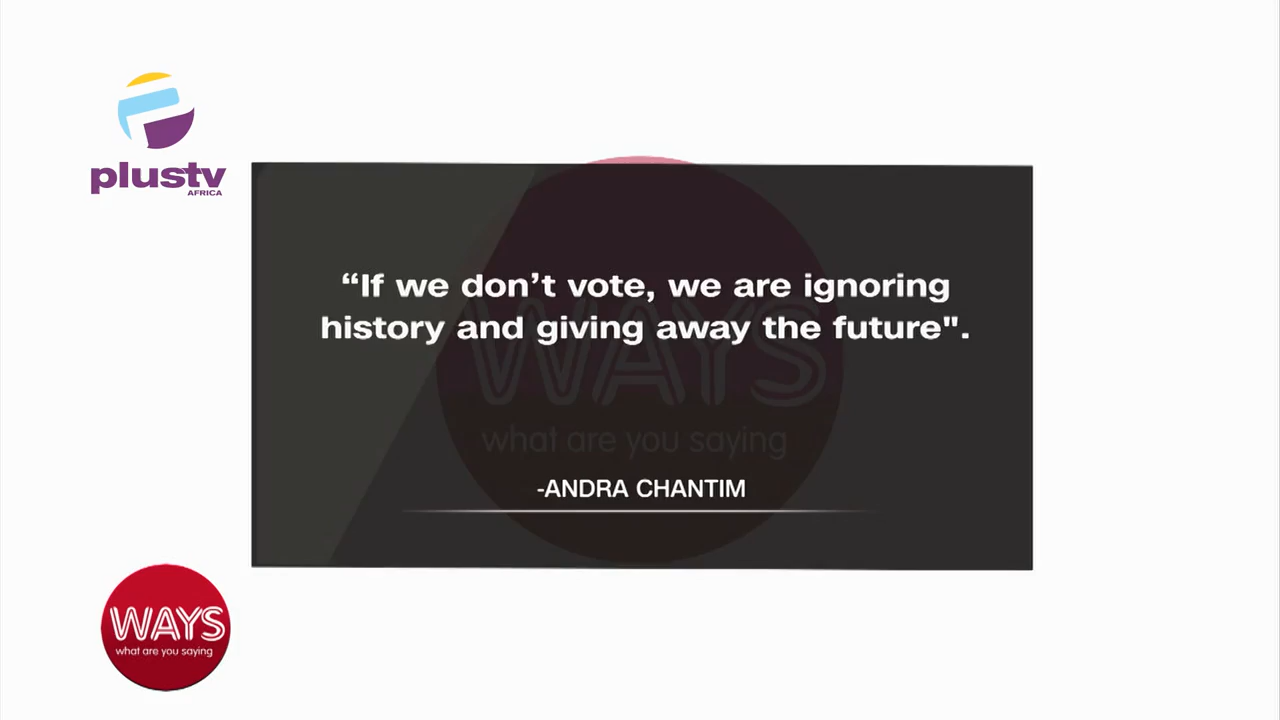 plustv
AFRICA
“If we don’t vote, we are ignoring
history and giving away the future".
WAYS
what are you saying
-ANDRA CHANTIM
WAYS
what are you saying